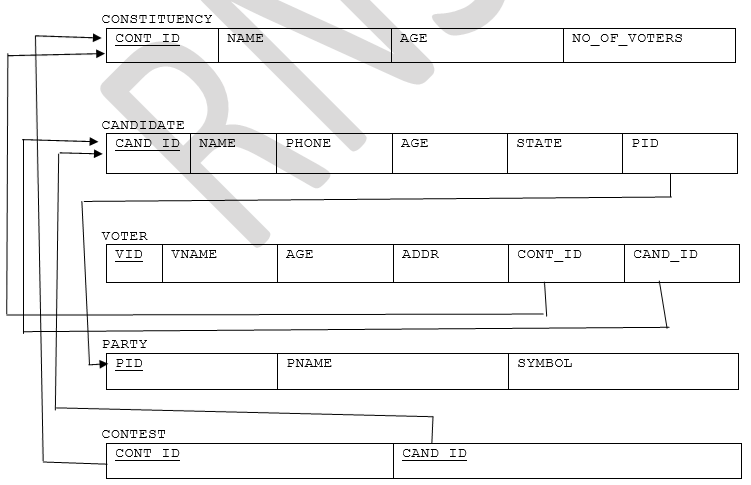 CONSTITUENCY
CONT_ID NAME AGE NO_OF_VOTERS
CANDIDATE
CAND_ID NAME PHONE AGE STATE PID
VOTER
VID VNAME AGE ADDR CONT_ID CAND_ID
PARTY
PID PNAME SYMBOL
CONTEST
CONT_ID CAND_ID
RNS